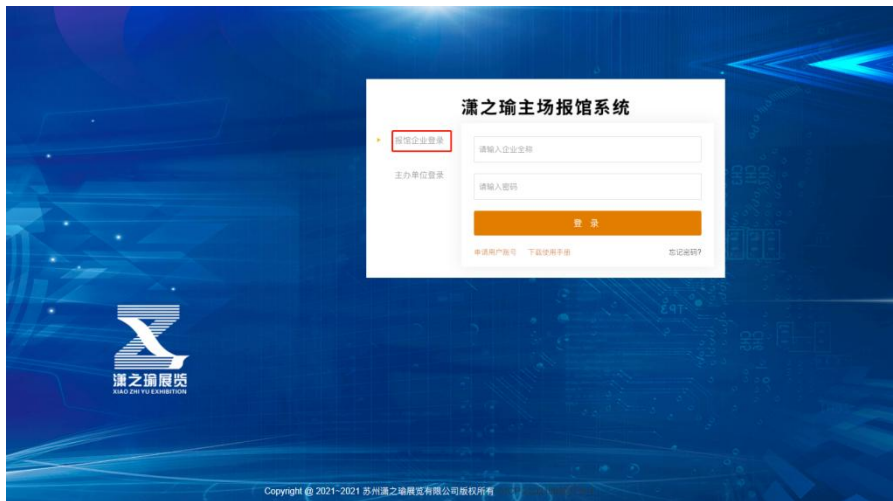 潇之瑜主场报馆系统
报馆企业登录
请输入企业全称
主办单位登录
请输入密码
登 录
申请用户账号 下载使用手册 忘记密码?
潇之瑜展览
XIAO ZHI YU EXHIBITION
Copyright @ 2021-2021 苏州潇之瑜展览有限公司版权所有